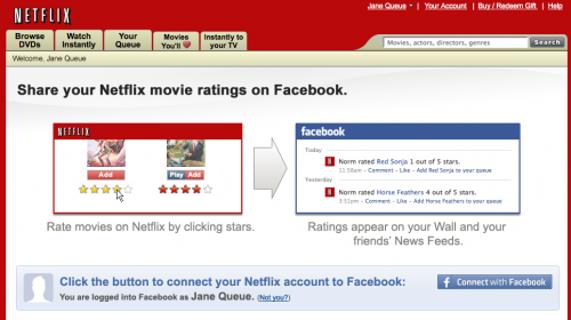 NETFLIX
Jane Queue | Your Account | Buy / Redeem Gift | Help
Browse DVDs
Watch Instantly
Your Queue
Movies You'll ❤
Instantly to your TV
Movies, actors, directors, genres
Search
Welcome, Jane Queue
Share your Netflix movie ratings on Facebook.
NETFLIX
Add
Play Add
facebook
Today
Norm rated Red Sonja 1 out of 5 stars.
11:58am - Comment - Like - Add Red Sonja to your queue
Yesterday
Norm rated Horse Feathers 4 out of 5 stars.
3:51pm - Comment - Like - Add Horse Feathers to your queue
Rate movies on Netflix by clicking stars.
Ratings appear on your Wall and your
friends' News Feeds.
Click the button to connect your Netflix account to Facebook:
You are logged into Facebook as Jane Queue. (Not you?)
f Connect with Facebook